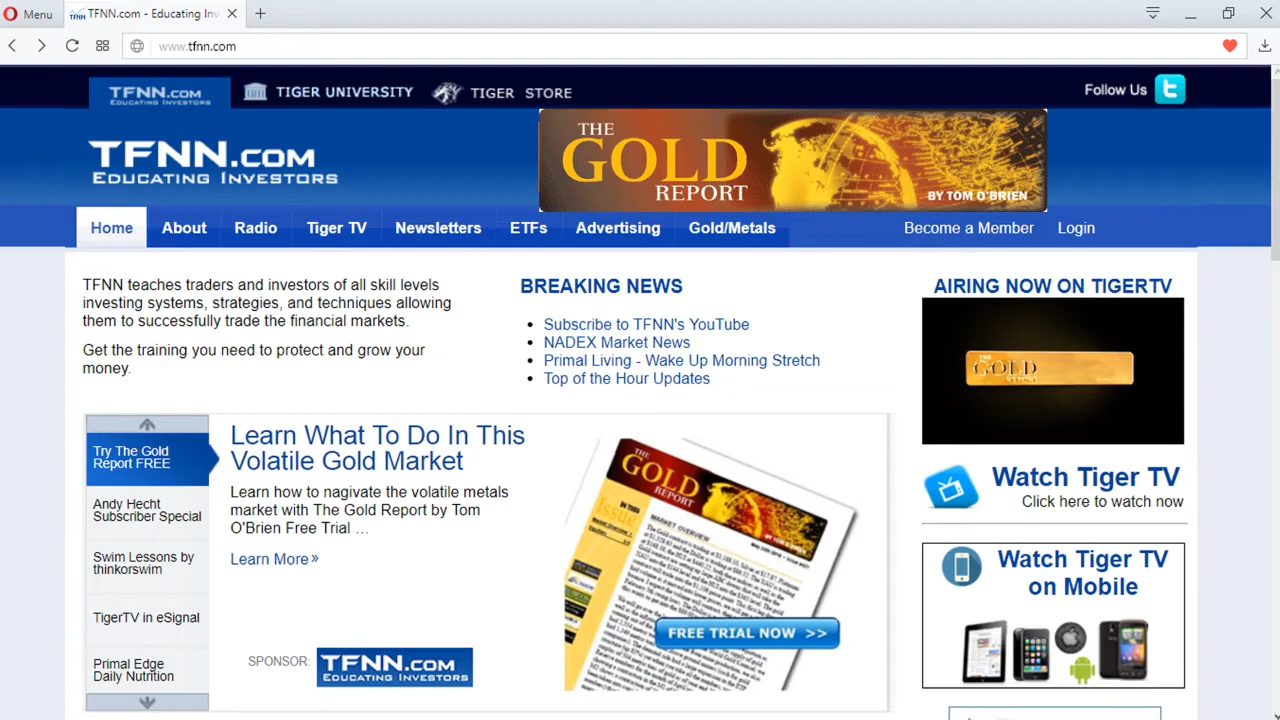 Menu
TFNN.com - Educating Inv
www.tfnn.com
TFNN.COM
EDUCATING INVESTORS
TIGER UNIVERSITY
TIGER STORE
Follow Us
TFNN.COM
EDUCATING INVESTORS
THE
GOLD
REPORT
BY TOM O'BRIEN
Home
About
Radio
Tiger TV
Newsletters
ETFs
Advertising
Gold/Metals
Become a Member
Login
TFNN teaches traders and investors of all skill levels
investing systems, strategies, and techniques allowing
them to successfully trade the financial markets.
Get the training you need to protect and grow your
money.
BREAKING NEWS
Subscribe to TFNN's YouTube
NADEX Market News
Primal Living - Wake Up Morning Stretch
Top of the Hour Updates
AIRING NOW ON TIGERTV
THE
GOLD
REPORT
Watch Tiger TV
Click here to watch now
Watch Tiger TV
on Mobile
Try The Gold
Report FREE
Andy Hecht
Subscriber Special
Swim Lessons by
thinkorswim
TigerTV in eSignal
Primal Edge
Daily Nutrition
Learn What To Do In This
Volatile Gold Market
Learn how to nagivate the volatile metals
market with The Gold Report by Tom
O'Brien Free Trial ...
Learn More »
SPONSOR:
TFNN.COM
EDUCATING INVESTORS
THE
GOLD
REPORT
BY TOM O'BRIEN
MARKET OVERVIEW
FREE TRIAL NOW >>